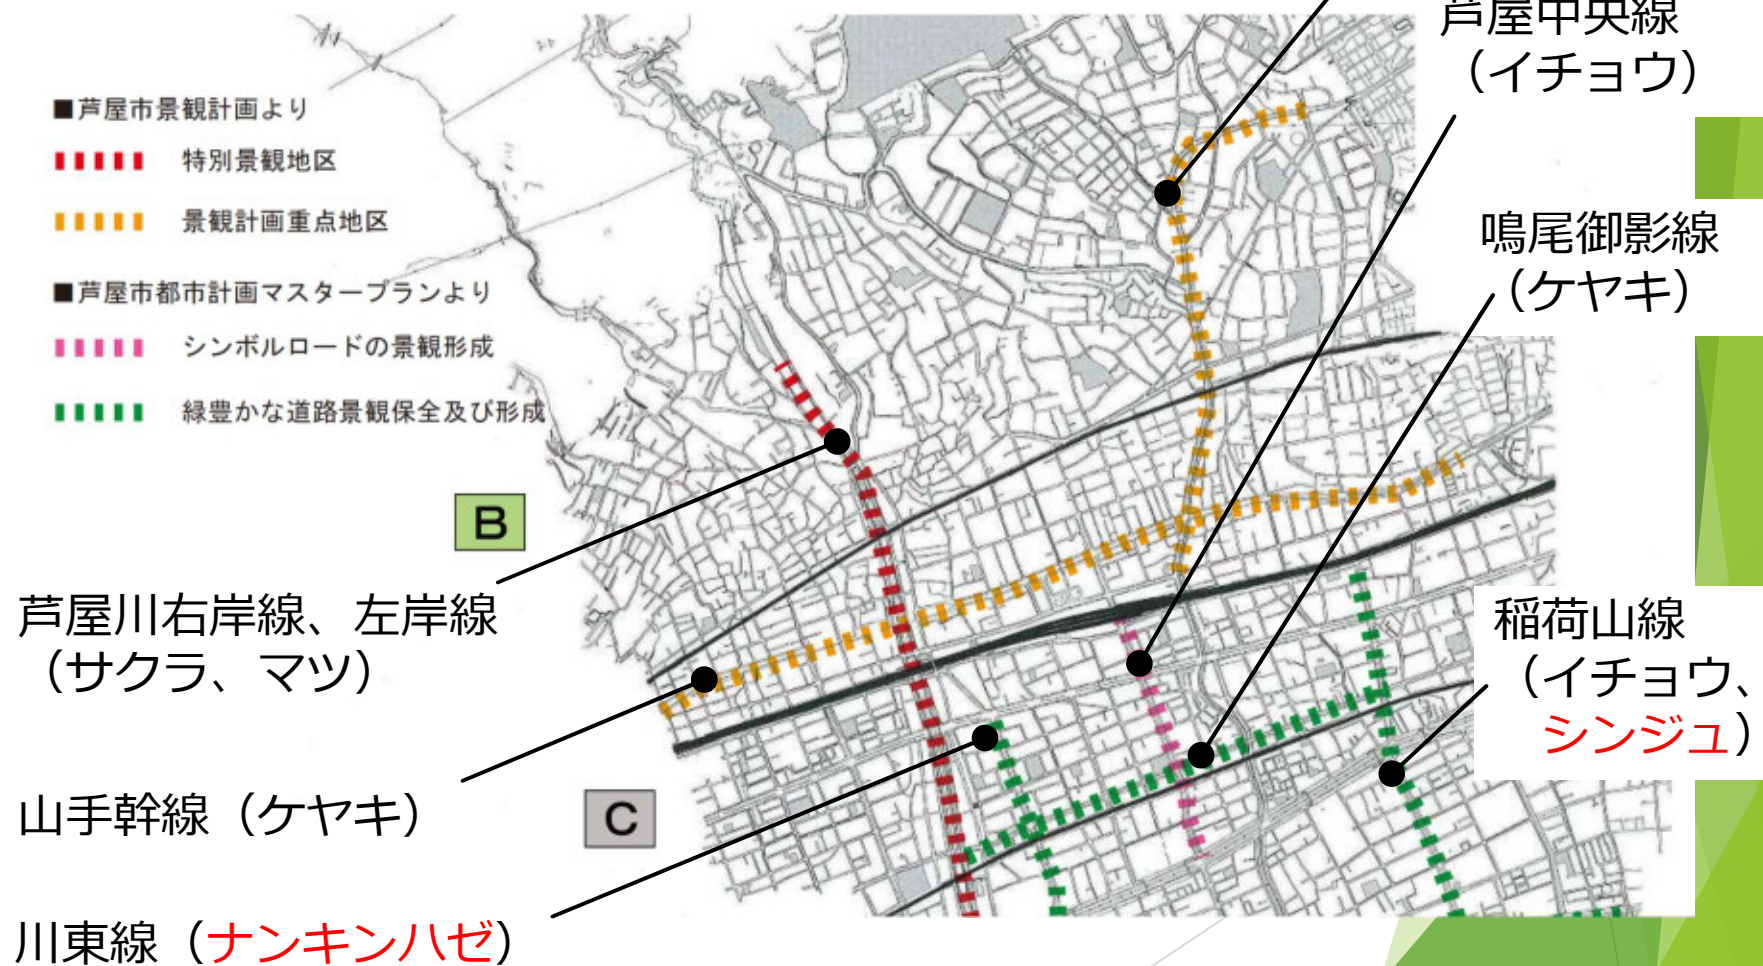 芦屋中央線
（イチョウ）
■芦屋市景観計画より
特別景観地区
景観計画重点地区
■芦屋市都市計画マスタープランより
シンボルロードの景観形成
緑豊かな道路景観保全及び形成
鳴尾御影線
（ケヤキ）
B
芦屋川右岸線、左岸線
（サクラ、マツ）
稲荷山線
（イチョウ、
シンジュ）
山手幹線（ケヤキ）
C
川東線（ナンキンハゼ）